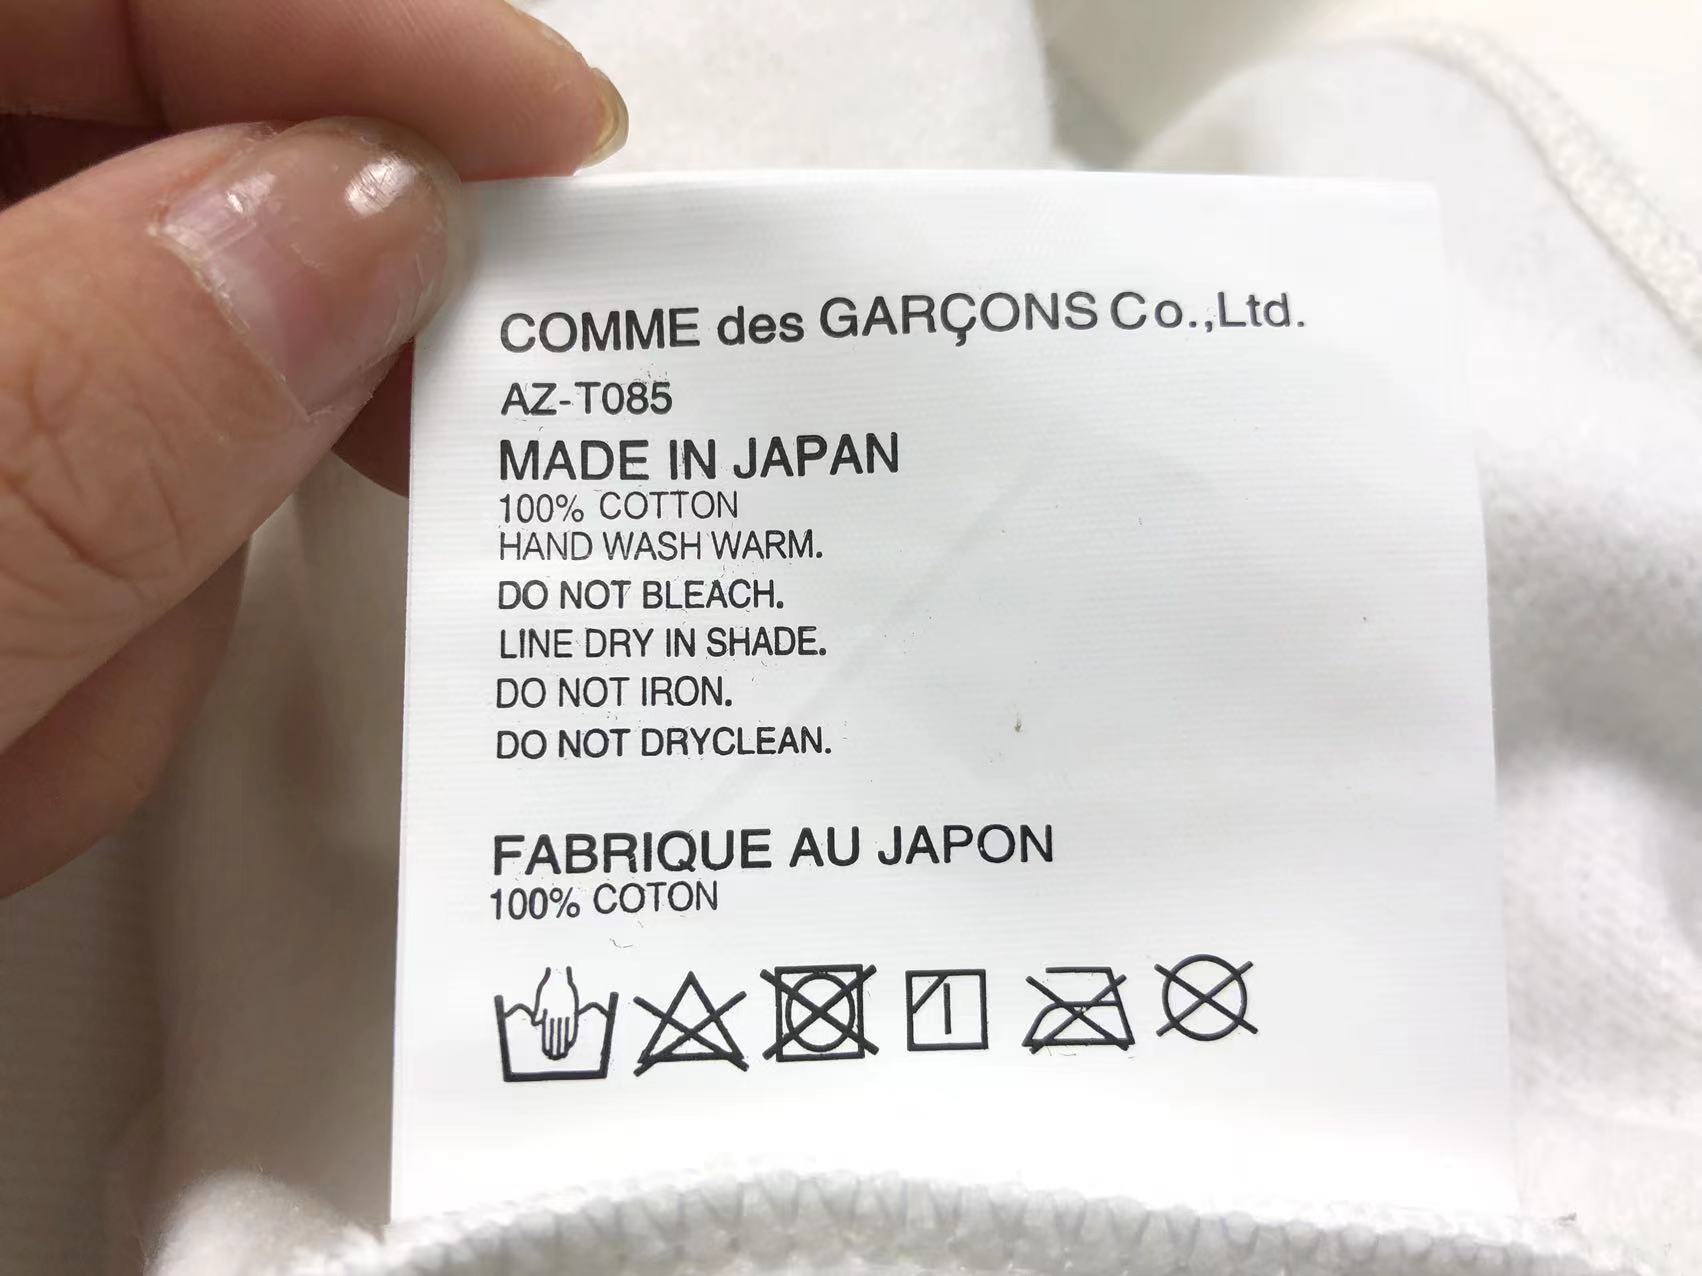 COMME des GARÇONS Co.,Ltd.
AZ-T085
MADE IN JAPAN
100% COTTON
HAND WASH WARM.
DO NOT BLEACH.
LINE DRY IN SHADE.
DO NOT IRON.
DO NOT DRYCLEAN.
FABRIQUE AU JAPON
100% COTON